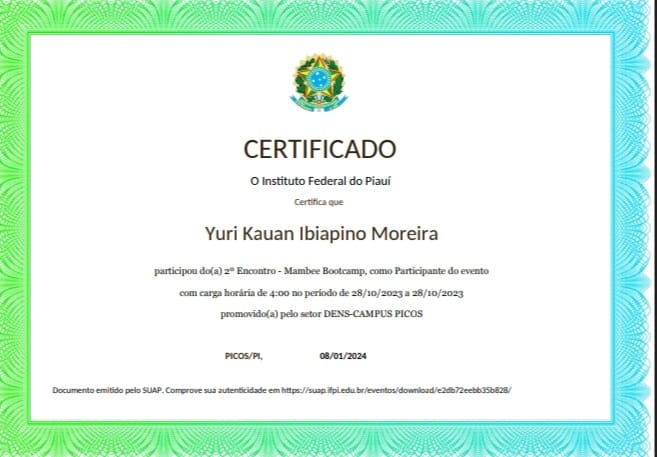 CERTIFICADO
O Instituto Federal do Piauí
Certifica que
Yuri Kauan Ibiapino Moreira
participou do(a) 2º Encontro - Mambee Bootcamp, como Participante do evento
com carga horária de 4:00 no período de 28/10/2023 a 28/10/2023
promovido(a) pelo setor DENS-CAMPUS PICOS
PICOS/PI, 08/01/2024
Documento emitido pelo SUAP. Comprove sua autenticidade em https://suap.ifpi.edu.br/eventos/download/e2db72eebb35b828/